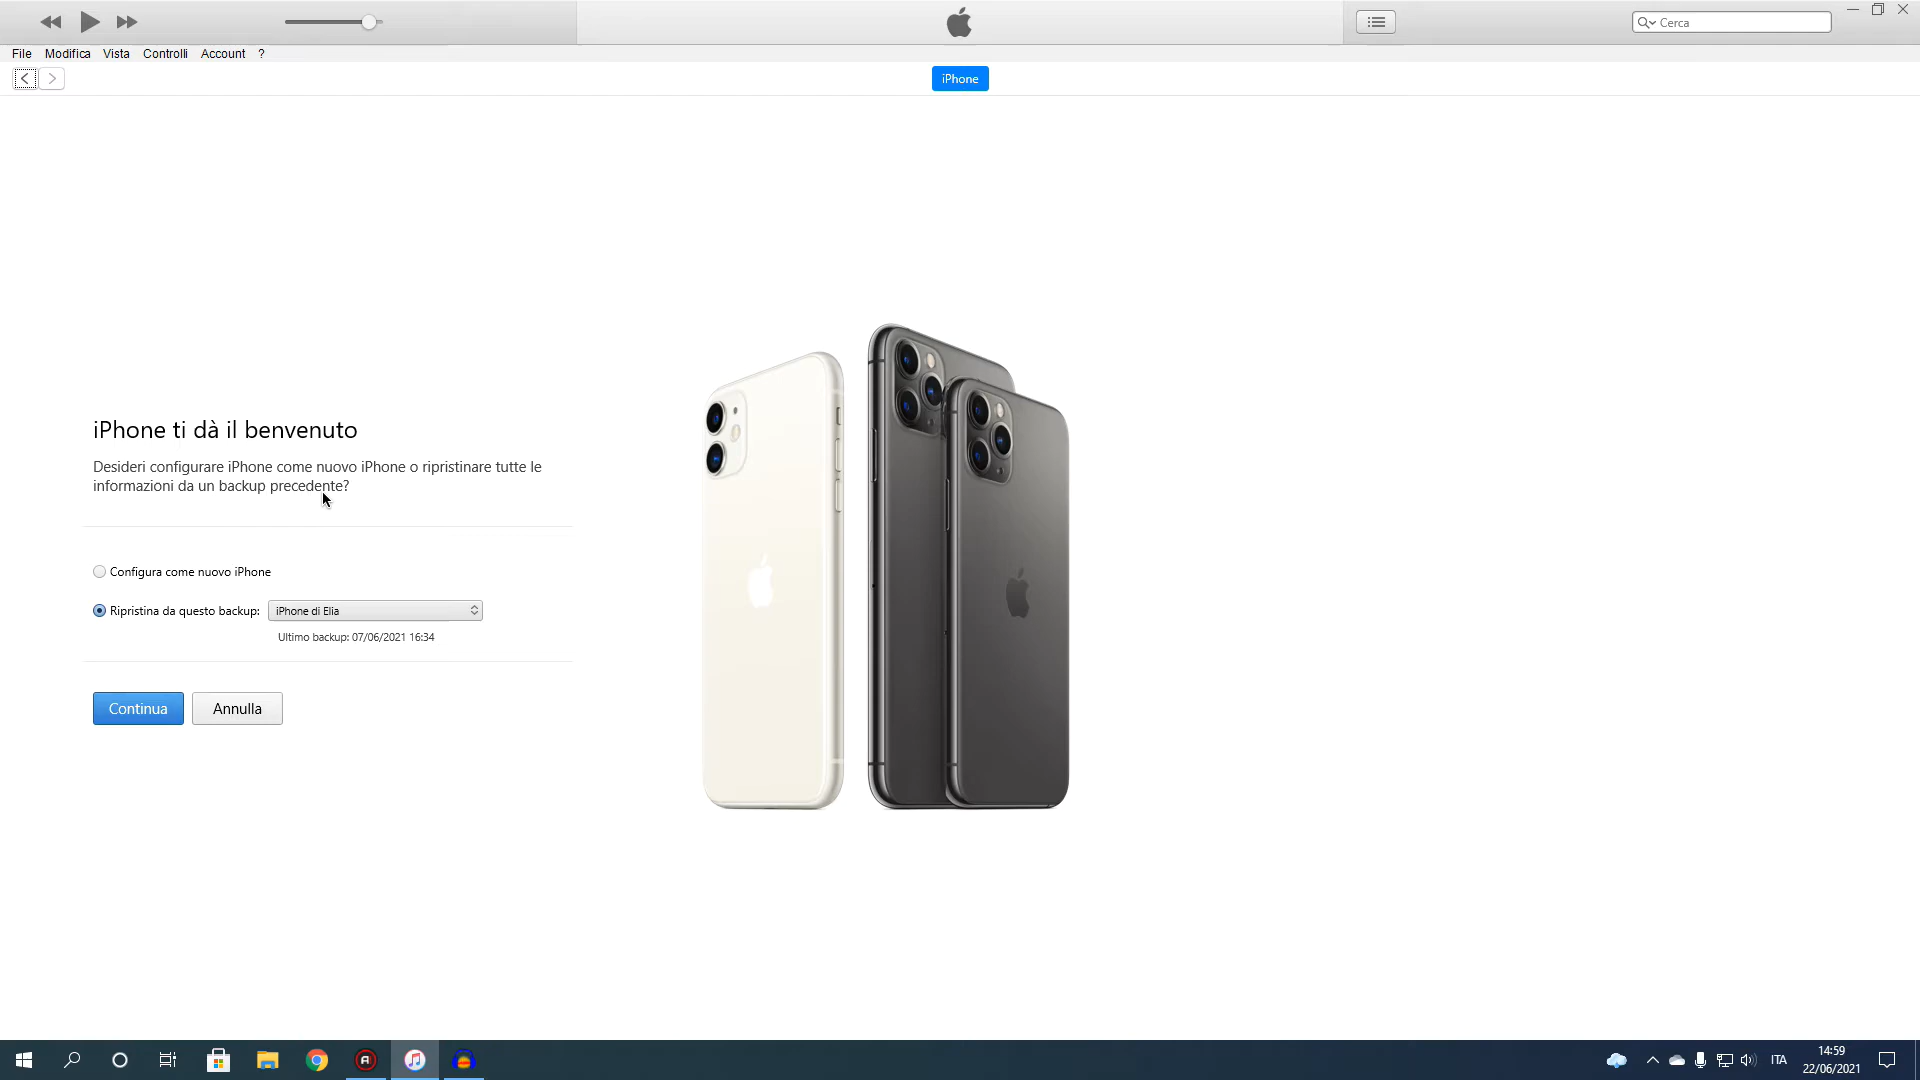 Cerca
File Modifica Vista Controlli Account ?
iPhone
iPhone ti dà il benvenuto
Desideri configurare iPhone come nuovo iPhone o ripristinare tutte le
informazioni da un backup precedente?
Configura come nuovo iPhone
Ripristina da questo backup: iPhone di Elia
Ultimo backup: 07/06/2021 16:34
Continua Annulla
ITA
14:59
22/06/2021